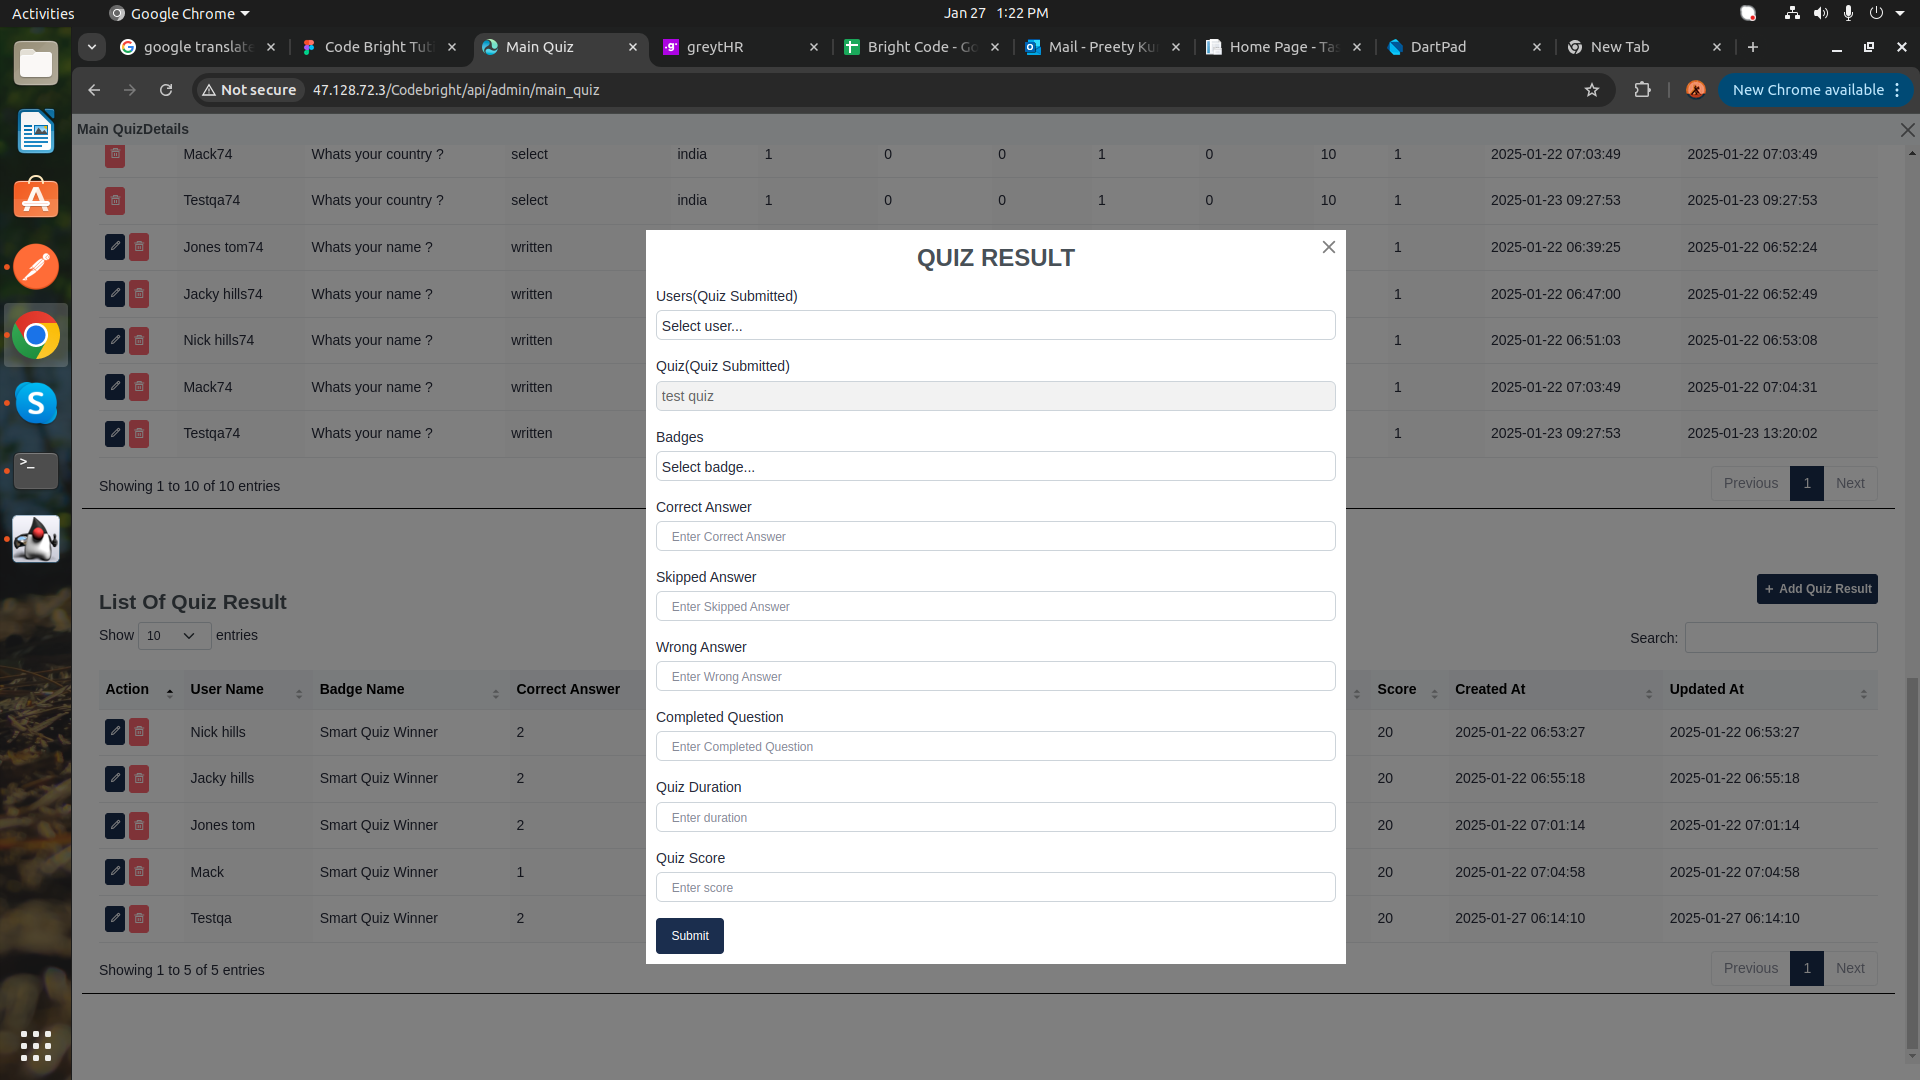 Activities Google Chrome Jan 27 1:22 PM
google translate Code Bright Tut Main Quiz greytHR Bright Code - Go Mail - Preety Ku Home Page - Tas DartPad New Tab
Not secure 47.128.72.3/Codebright/api/admin/main_quiz New Chrome available
Main QuizDetails
Mack74 Whats your country ? select india 1 0 0 1 0 10 1 2025-01-22 07:03:49 2025-01-22 07:03:49
Testqa74 Whats your country ? select india 1 0 0 1 0 10 1 2025-01-23 09:27:53 2025-01-23 09:27:53
Jones tom74 Whats your name ? written 1 2025-01-22 06:39:25 2025-01-22 06:52:24
Jacky hills74 Whats your name ? written 1 2025-01-22 06:47:00 2025-01-22 06:52:49
Nick hills74 Whats your name ? written 1 2025-01-22 06:51:03 2025-01-22 06:53:08
Mack74 Whats your name ? written 1 2025-01-22 07:03:49 2025-01-22 07:04:31
Testqa74 Whats your name ? written 1 2025-01-23 09:27:53 2025-01-23 13:20:02
Showing 1 to 10 of 10 entries Previous 1 Next
QUIZ RESULT
Users(Quiz Submitted)
Select user...
Quiz(Quiz Submitted)
test quiz
Badges
Select badge...
Correct Answer
Enter Correct Answer
Skipped Answer
Enter Skipped Answer
Wrong Answer
Enter Wrong Answer
Completed Question
Enter Completed Question
Quiz Duration
Enter duration
Quiz Score
Enter score
Submit
List Of Quiz Result + Add Quiz Result
Show 10 entries Search:
Action User Name Badge Name Correct Answer Score Created At Updated At
Nick hills Smart Quiz Winner 2 20 2025-01-22 06:53:27 2025-01-22 06:53:27
Jacky hills Smart Quiz Winner 2 20 2025-01-22 06:55:18 2025-01-22 06:55:18
Jones tom Smart Quiz Winner 2 20 2025-01-22 07:01:14 2025-01-22 07:01:14
Mack Smart Quiz Winner 1 20 2025-01-22 07:04:58 2025-01-22 07:04:58
Testqa Smart Quiz Winner 2 20 2025-01-27 06:14:10 2025-01-27 06:14:10
Showing 1 to 5 of 5 entries Previous 1 Next